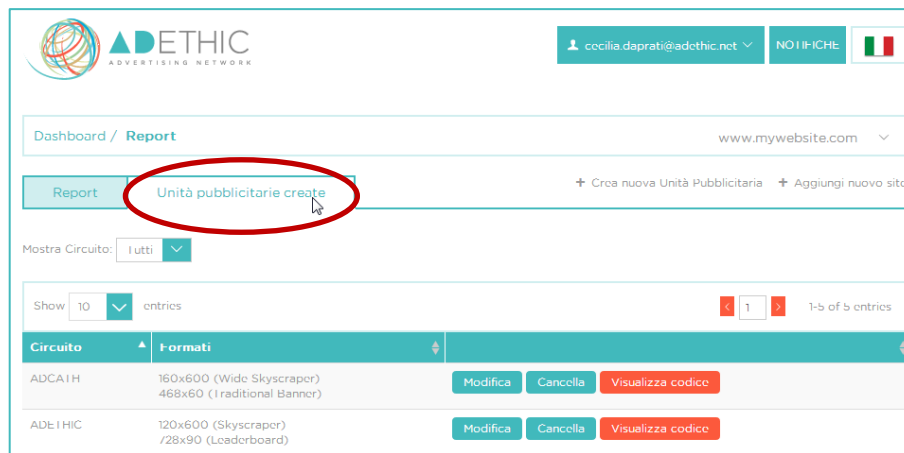 ADETHIC
ADVERTISING NETWORK
cecilia.daprati@adethic.net
NOTIFICHE
Dashboard / Report
www.mywebsite.com
Report
Unità pubblicitarie create
+ Crea nuova Unità Pubblicitaria
+ Aggiungi nuovo sito
Mostra Circuito: Tutti
Show 10 entries
< 1 > 1-5 of 5 entries
Circuito Formati
ADCATH
160x600 (Wide Skyscraper)
468x60 (Traditional Banner)
Modifica Cancella Visualizza codice
ADETHIC
120x600 (Skyscraper)
728x90 (Leaderboard)
Modifica Cancella Visualizza codice